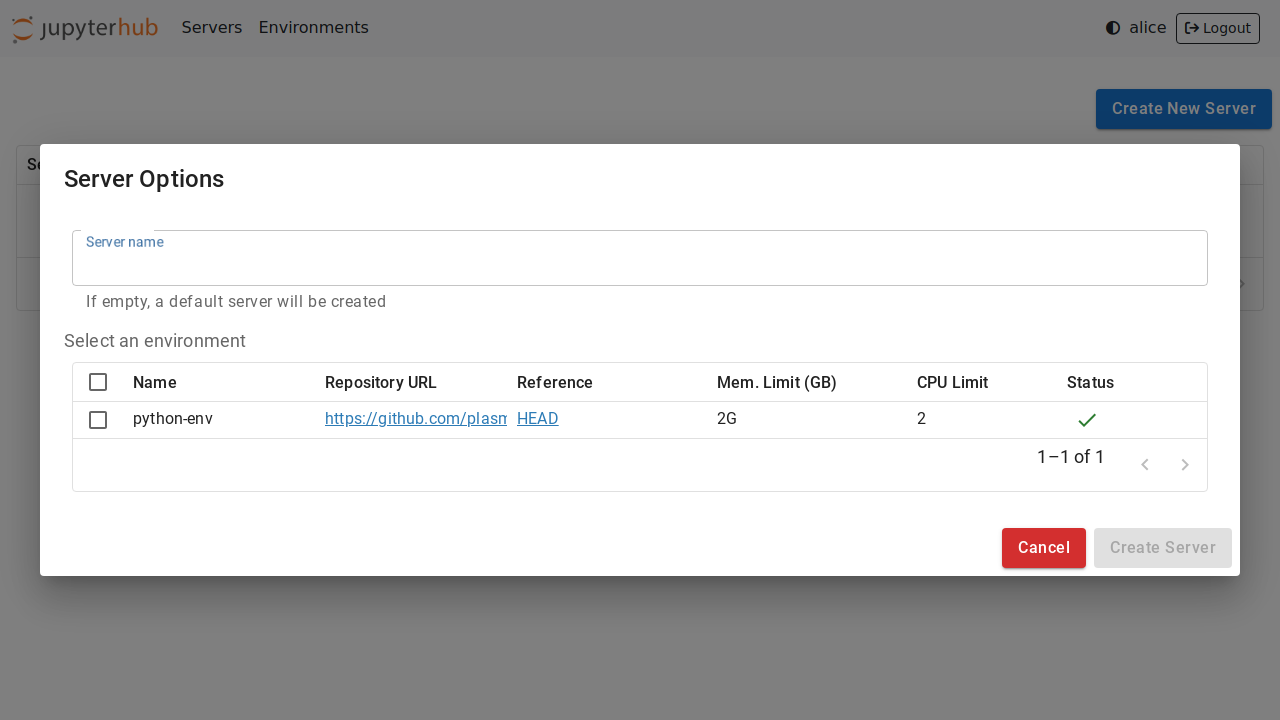 jupyterhub Servers Environments alice Logout
Create New Server
Se
Server Options
Server name
If empty, a default server will be created
Select an environment
Name Repository URL Reference Mem. Limit (GB) CPU Limit Status
python-env https://github.com/plasm HEAD 2G 2
1–1 of 1
Cancel Create Server